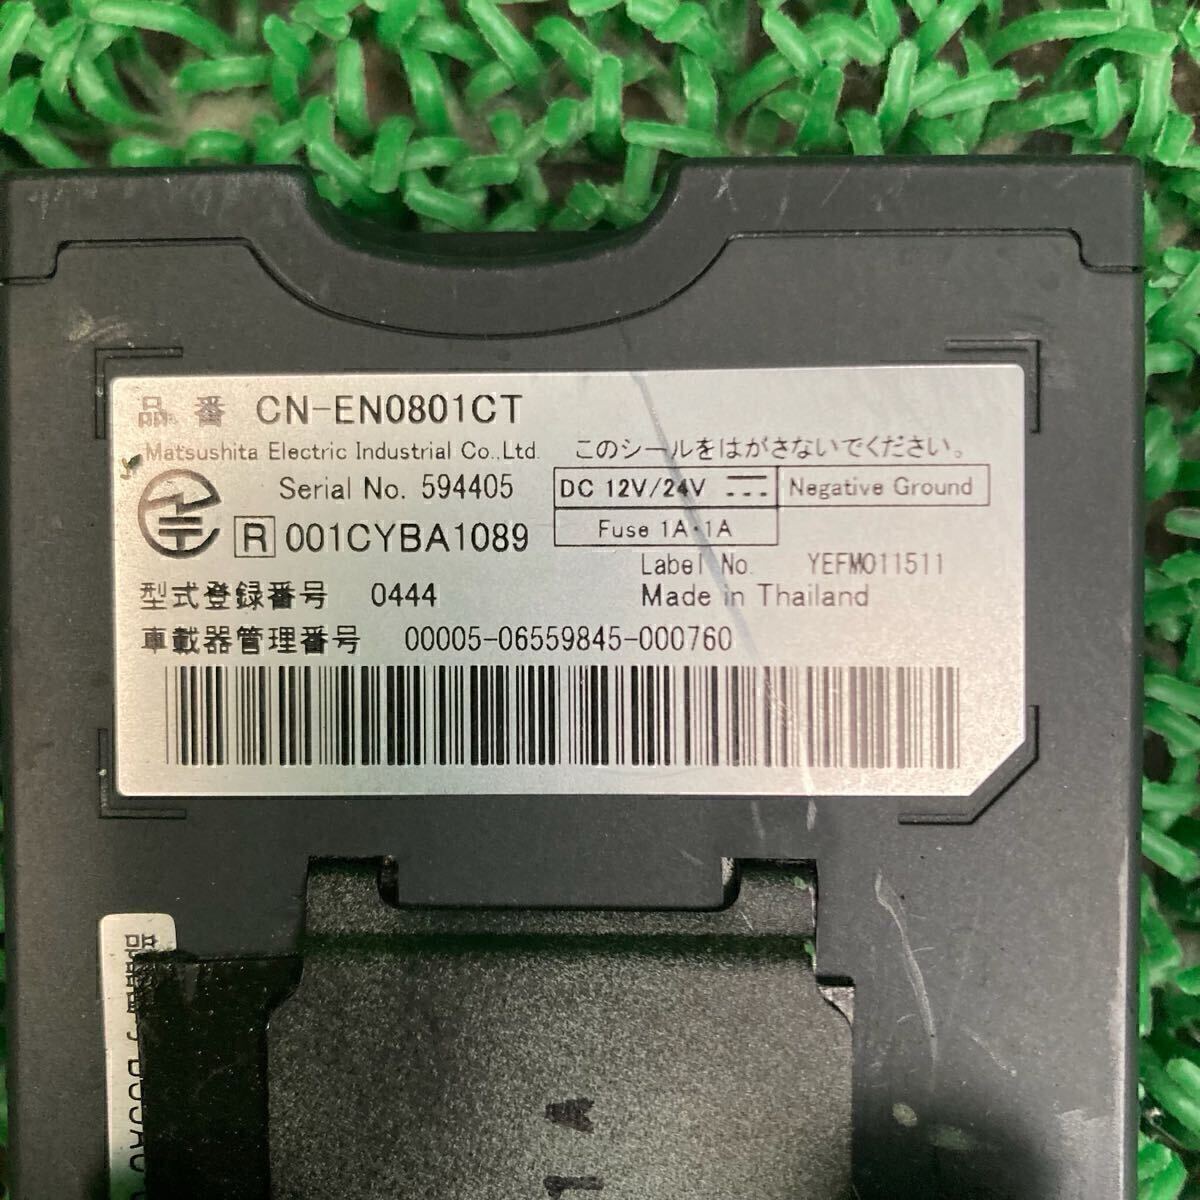 品 番 CN-EN0801CT
Matsushita Electric Industrial Co.,Ltd.
このシールをはがさないでください。
Serial No. 594405
DC 12V/24V
Negative Ground
R 001CYBA1089
Fuse 1A・1A
Label No. YEFM011511
型式登録番号 0444
Made in Thailand
車載器管理番号 00005-06559845-000760